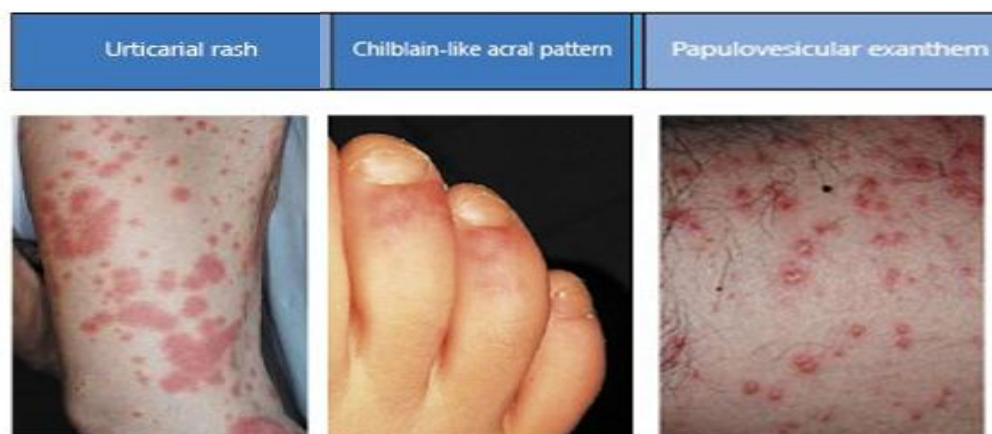 Urticarial rash
Chilblain-like acral pattern
Papulovesicular exanthem